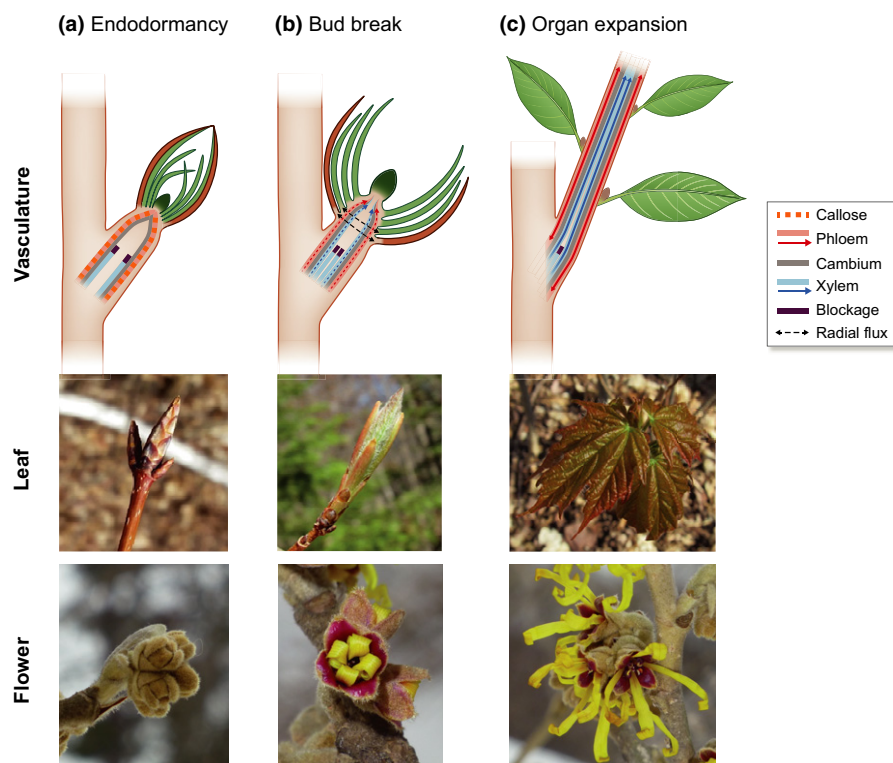 (a) Endodormancy
(b) Bud break
(c) Organ expansion
Vasculature
Callose
Phloem
Cambium
Xylem
Blockage
Radial flux
Leaf
Flower